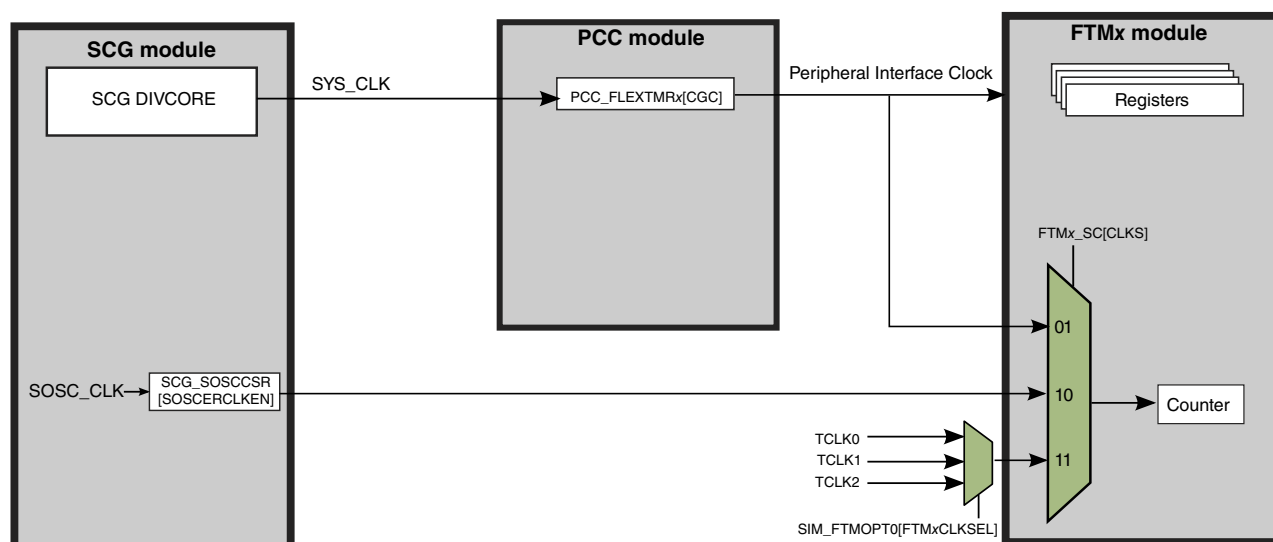 SCG module
SCG DIVCORE
SYS_CLK
PCC module
PCC_FLEXTMRx[CGC]
Peripheral Interface Clock
FTMx module
Registers
FTMx_SC[CLKS]
01
SOSC_CLK
SCG_SOSCCSR
[SOSCERCLKEN]
10
Counter
TCLK0
TCLK1
TCLK2
11
SIM_FTMOPT0[FTMxCLKSEL]